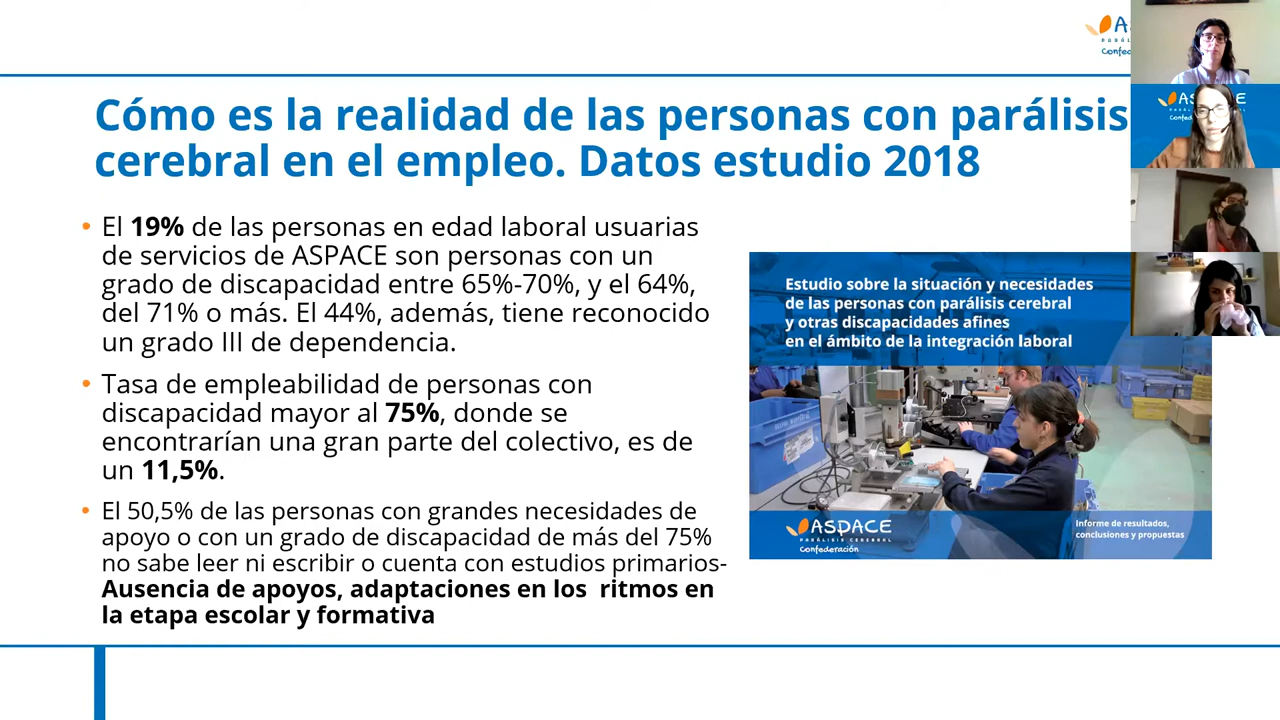 Cómo es la realidad de las personas con parálisis
cerebral en el empleo. Datos estudio 2018
• El 19% de las personas en edad laboral usuarias
de servicios de ASPACE son personas con un
grado de discapacidad entre 65%-70%, y el 64%,
del 71% o más. El 44%, además, tiene reconocido
un grado III de dependencia.
• Tasa de empleabilidad de personas con
discapacidad mayor al 75%, donde se
encontrarían una gran parte del colectivo, es de
un 11,5%.
• El 50,5% de las personas con grandes necesidades de
apoyo o con un grado de discapacidad de más del 75%
no sabe leer ni escribir o cuenta con estudios primarios-
Ausencia de apoyos, adaptaciones en los ritmos en
la etapa escolar y formativa
Estudio sobre la situación y necesidades
de las personas con parálisis cerebral
y otras discapacidades afines
en el ámbito de la integración laboral
ASPACE
PARÁLISIS CEREBRAL
Confederación
Informe de resultados,
conclusiones y propuestas